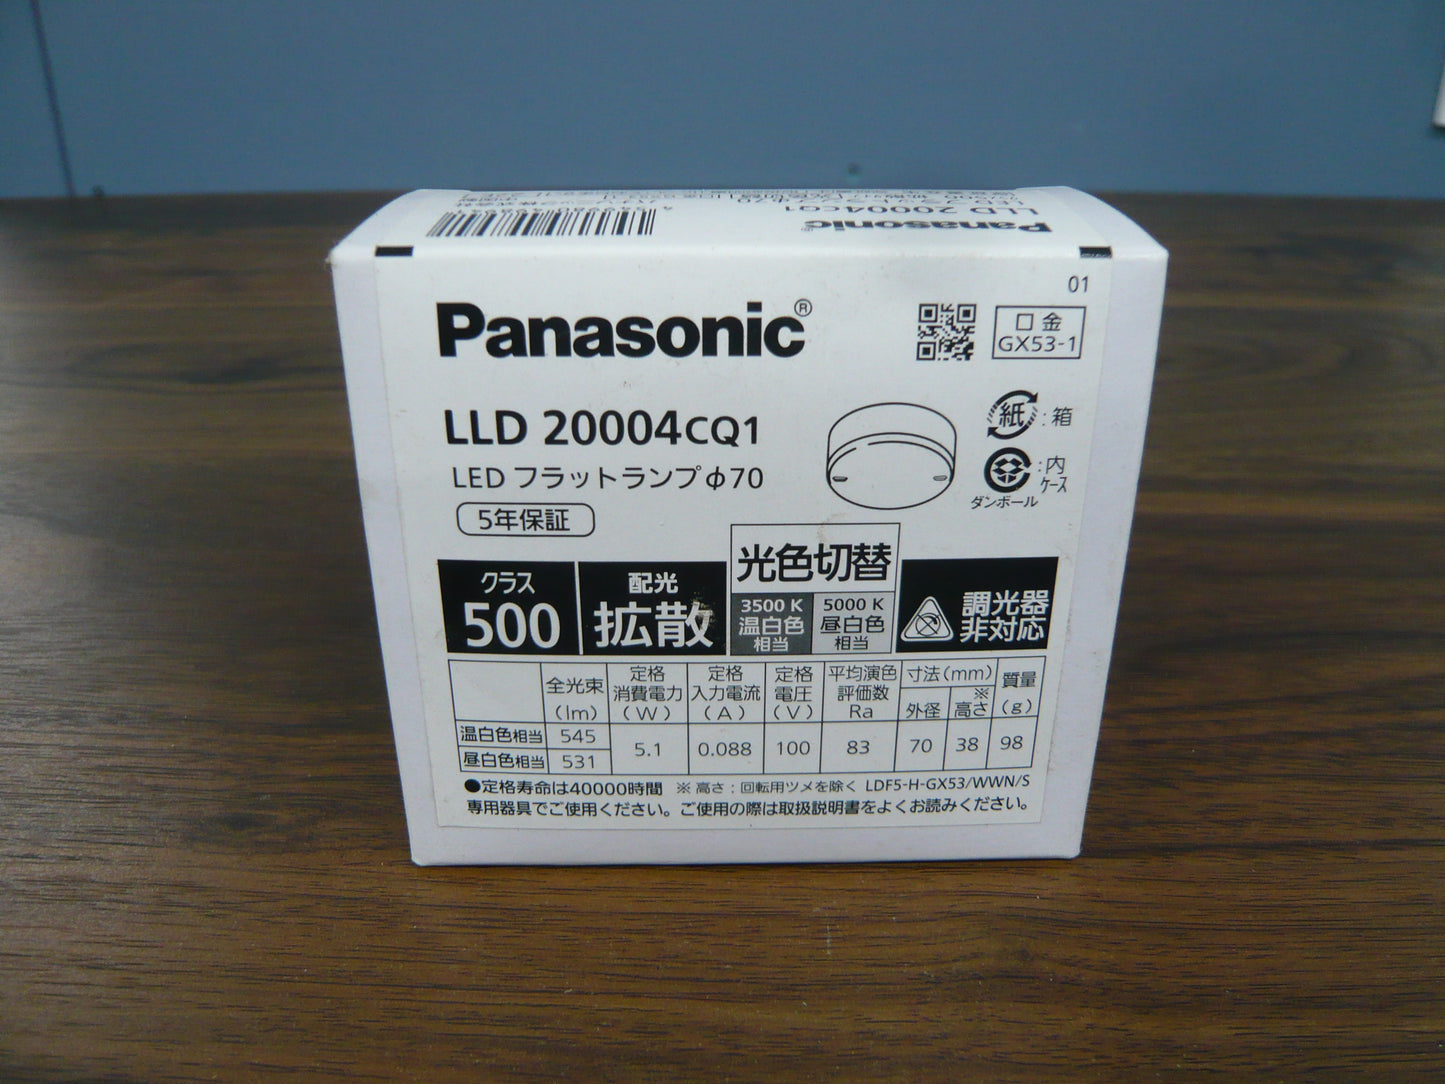 Panasonic
LLD 20004CQ1
01
Panasonic®
口金
GX53-1
LLD 20004CQ1
LED フラットランプφ70
5年保証
紙:箱
:内ケース
ダンボール
クラス
500
配光
拡散
光色切替
3500 K
温白色
相当
5000 K
昼白色
相当
調光器
非対応
全光束(lm) 定格消費電力(W) 定格入力電流(A) 定格電圧(V) 平均演色評価数Ra 寸法(mm) 外径 ※高さ 質量(g)
温白色相当 545 5.1 0.088 100 83 70 38 98
昼白色相当 531
●定格寿命は40000時間 ※高さ:回転用ツメを除く LDF5-H-GX53/WWN/S
専用器具でご使用ください。ご使用の際は取扱説明書をよくお読みください。